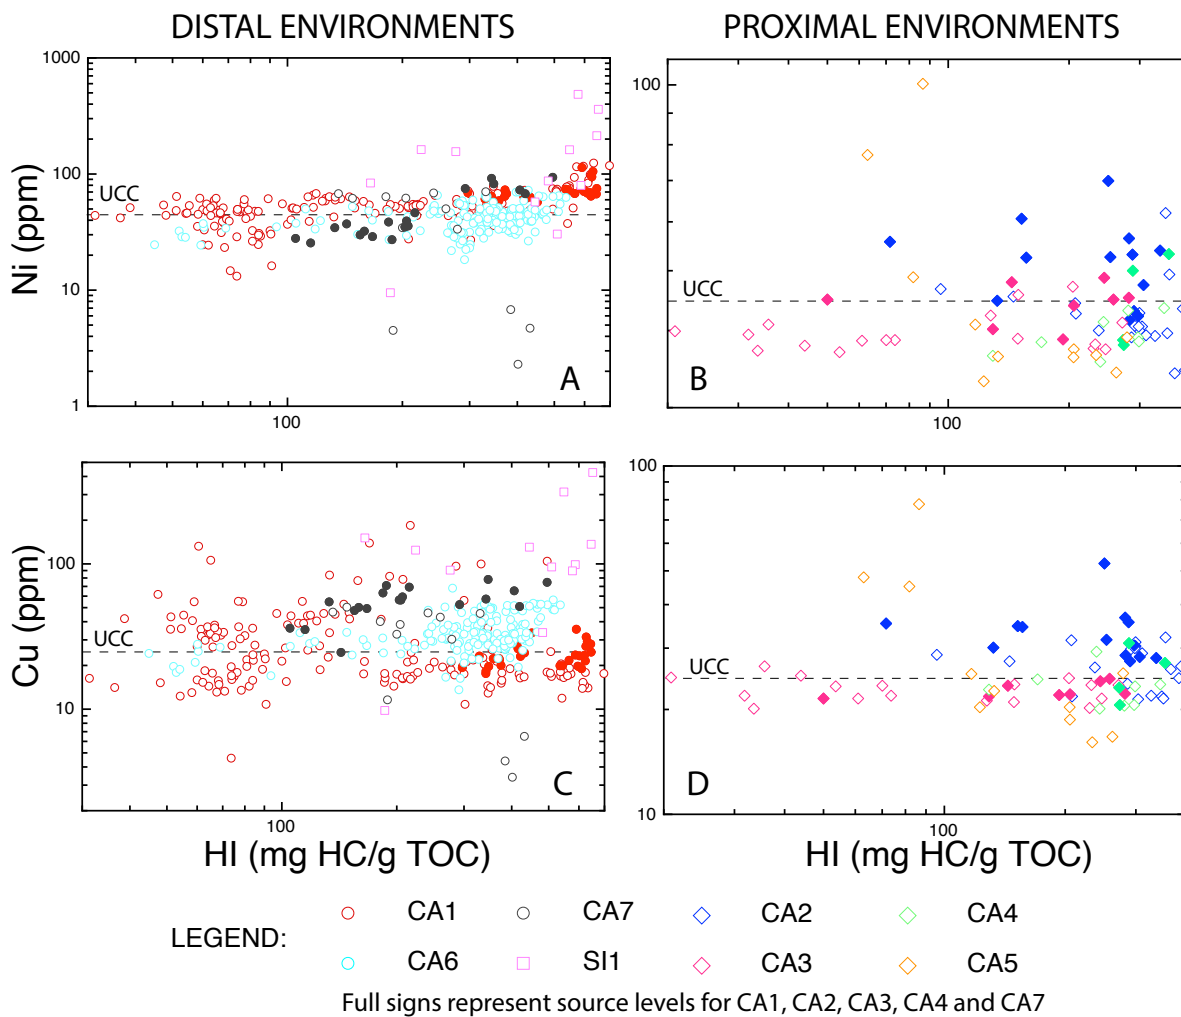 DISTAL ENVIRONMENTS
PROXIMAL ENVIRONMENTS
1000
100
10
1
Ni (ppm)
UCC
A
100
100
UCC
B
100
100
10
Cu (ppm)
UCC
C
100
HI (mg HC/g TOC)
100
10
UCC
D
100
HI (mg HC/g TOC)
LEGEND:
CA1
CA7
CA2
CA4
CA6
SI1
CA3
CA5
Full signs represent source levels for CA1, CA2, CA3, CA4 and CA7